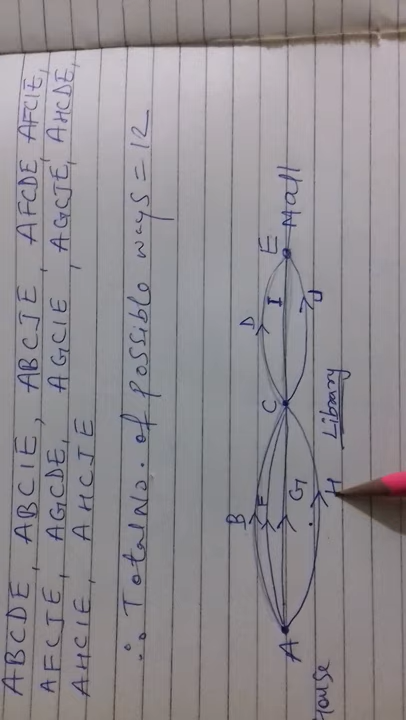 ABCDE, ABCIE, ABCJE, AFCDE, AFCIE,
AFCJE, AGCDE, AGCIE, AGCJE, AHCDE,
AHCIE, AHCJE
∴ Total No. of possible ways = 12
B
D
F
C
I
E
A
G
J
Mall
H
Library
House